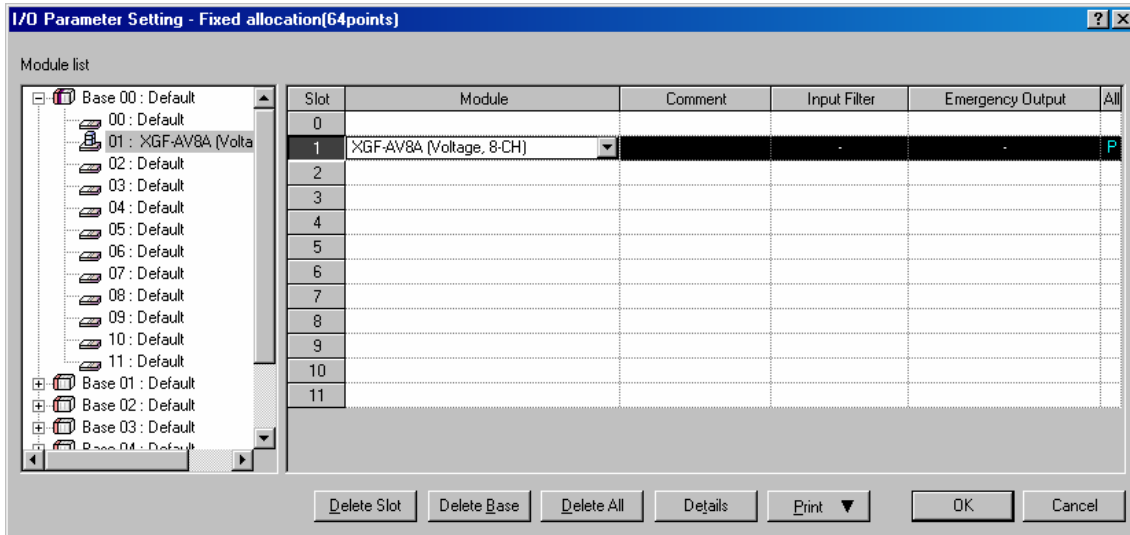 I/O Parameter Setting - Fixed allocation(64points)
Module list
Base 00 : Default
00 : Default
01 : XGF-AV8A (Volta
02 : Default
03 : Default
04 : Default
05 : Default
06 : Default
07 : Default
08 : Default
09 : Default
10 : Default
11 : Default
Base 01 : Default
Base 02 : Default
Base 03 : Default
Base 04 : Default
Slot Module Comment Input Filter Emergency Output All
0
1 XGF-AV8A (Voltage, 8-CH) - - P
2
3
4
5
6
7
8
9
10
11
Delete Slot Delete Base Delete All Details Print ▼ OK Cancel